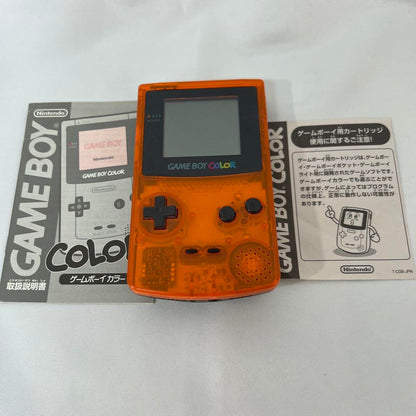 Nintendo
GAME BOY
COLOR
ゲームボーイ カラー
取扱説明書
GAME BOY
Nintendo
GAME BOY COLOR
GAME BOY COLOR
GAME BOY COLOR
ゲームボーイ用カートリッジ
使用に関するご注意!
ゲームボーイ用カートリッジは、ゲームボー
イ・ゲームボーイポケット・ゲームボーイ
ライト用に開発されたゲームソフトです。
ゲームボーイカラーでも遊ぶことがで
きますが、ゲームによってはプログラム
の仕様上、正常に動作しない可能性が
あります。
Nintendo
T-CGB-JPN